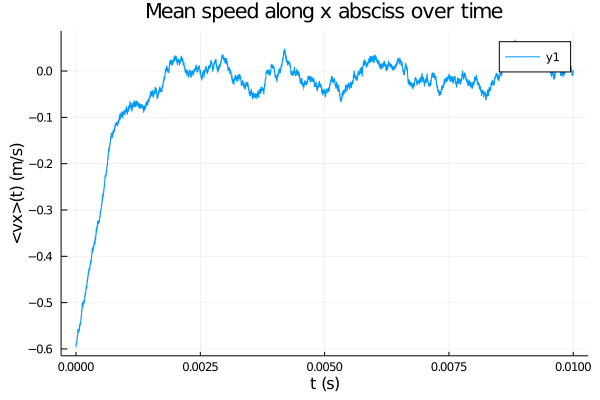 Mean speed along x absciss over time
y1
<vx>(t) (m/s)
0.0
−0.1
−0.2
−0.3
−0.4
−0.5
−0.6
0.0000 0.0025 0.0050 0.0075 0.0100
t (s)